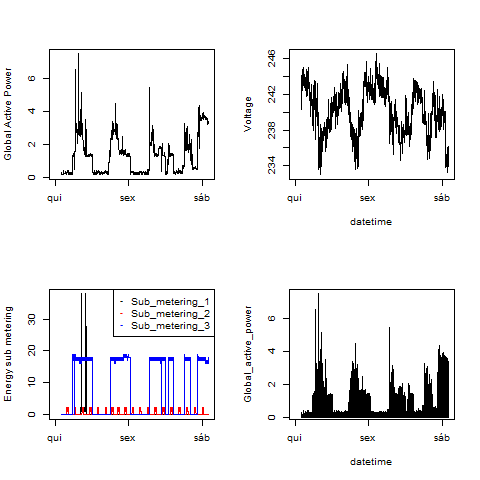 Global Active Power
0 2 4 6
qui sex sáb
Voltage
234 238 242 246
qui sex sáb
datetime
Energy sub metering
0 10 20 30
Sub_metering_1
Sub_metering_2
Sub_metering_3
qui sex sáb
Global_active_power
0 2 4 6
qui sex sáb
datetime